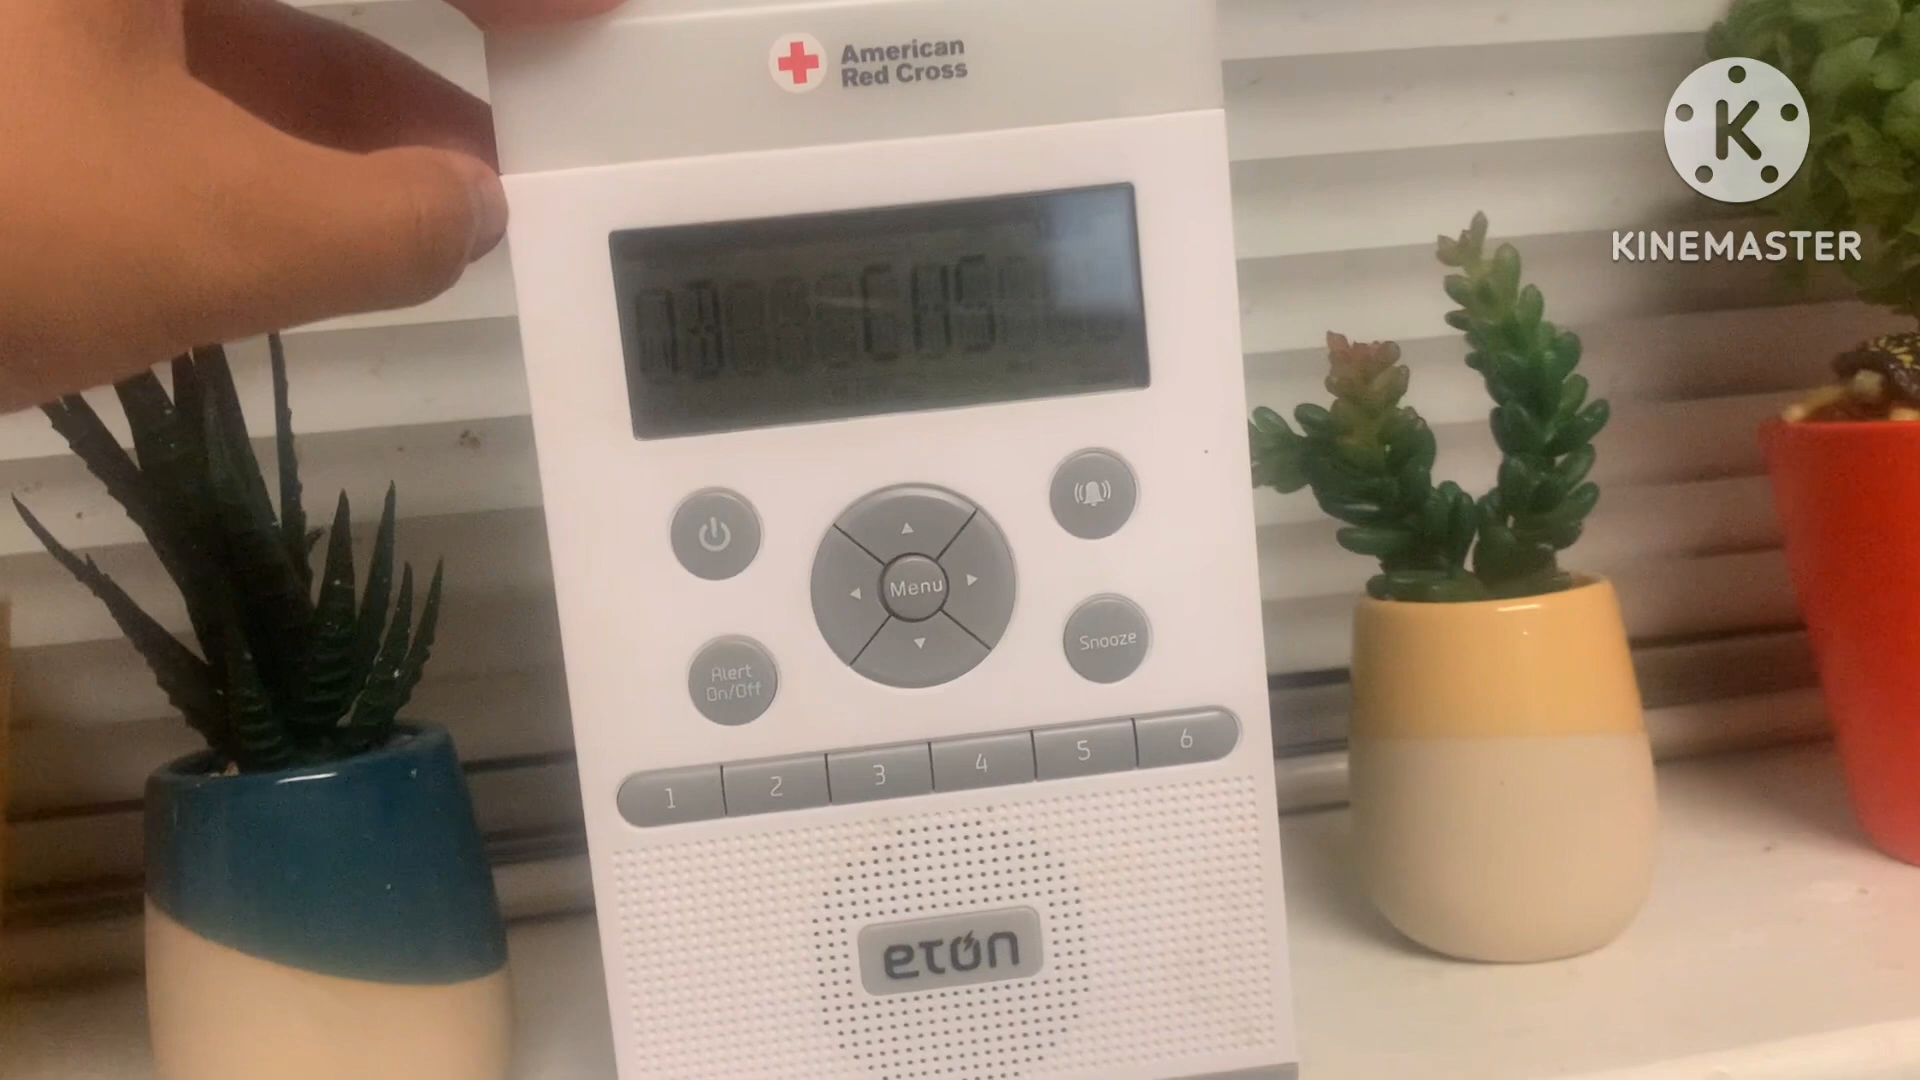 American
Red Cross
KINEMASTER
Menu
Alert
On/Off
Snooze
1 2 3 4 5 6
etón